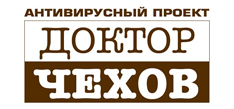 АНТИВИРУСНЫЙ ПРОЕКТ
ДОКТОР
ЧЕХОВ